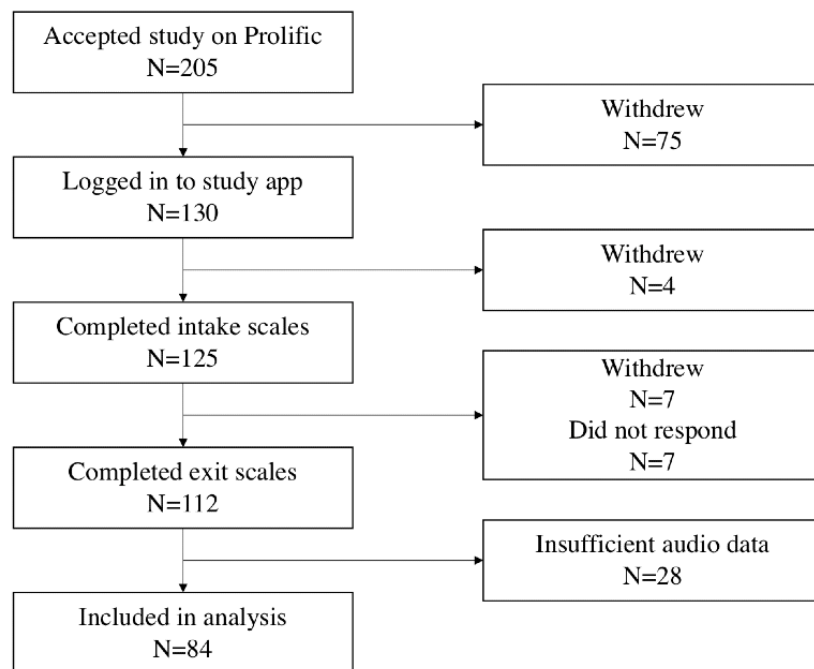 Accepted study on Prolific
N=205
Withdrew
N=75
Logged in to study app
N=130
Withdrew
N=4
Completed intake scales
N=125
Withdrew
N=7
Did not respond
N=7
Completed exit scales
N=112
Insufficient audio data
N=28
Included in analysis
N=84